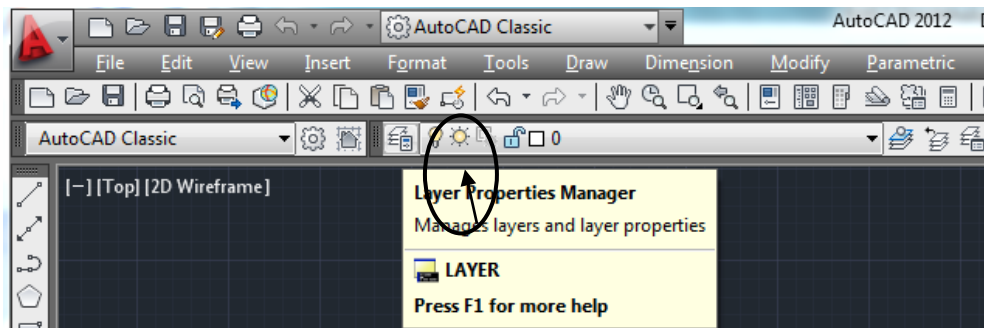 AutoCAD Classic
AutoCAD 2012
File Edit View Insert Format Tools Draw Dimension Modify Parametric
AutoCAD Classic
0
[−] [Top] [2D Wireframe]
Layer Properties Manager
Manages layers and layer properties
LAYER
Press F1 for more help